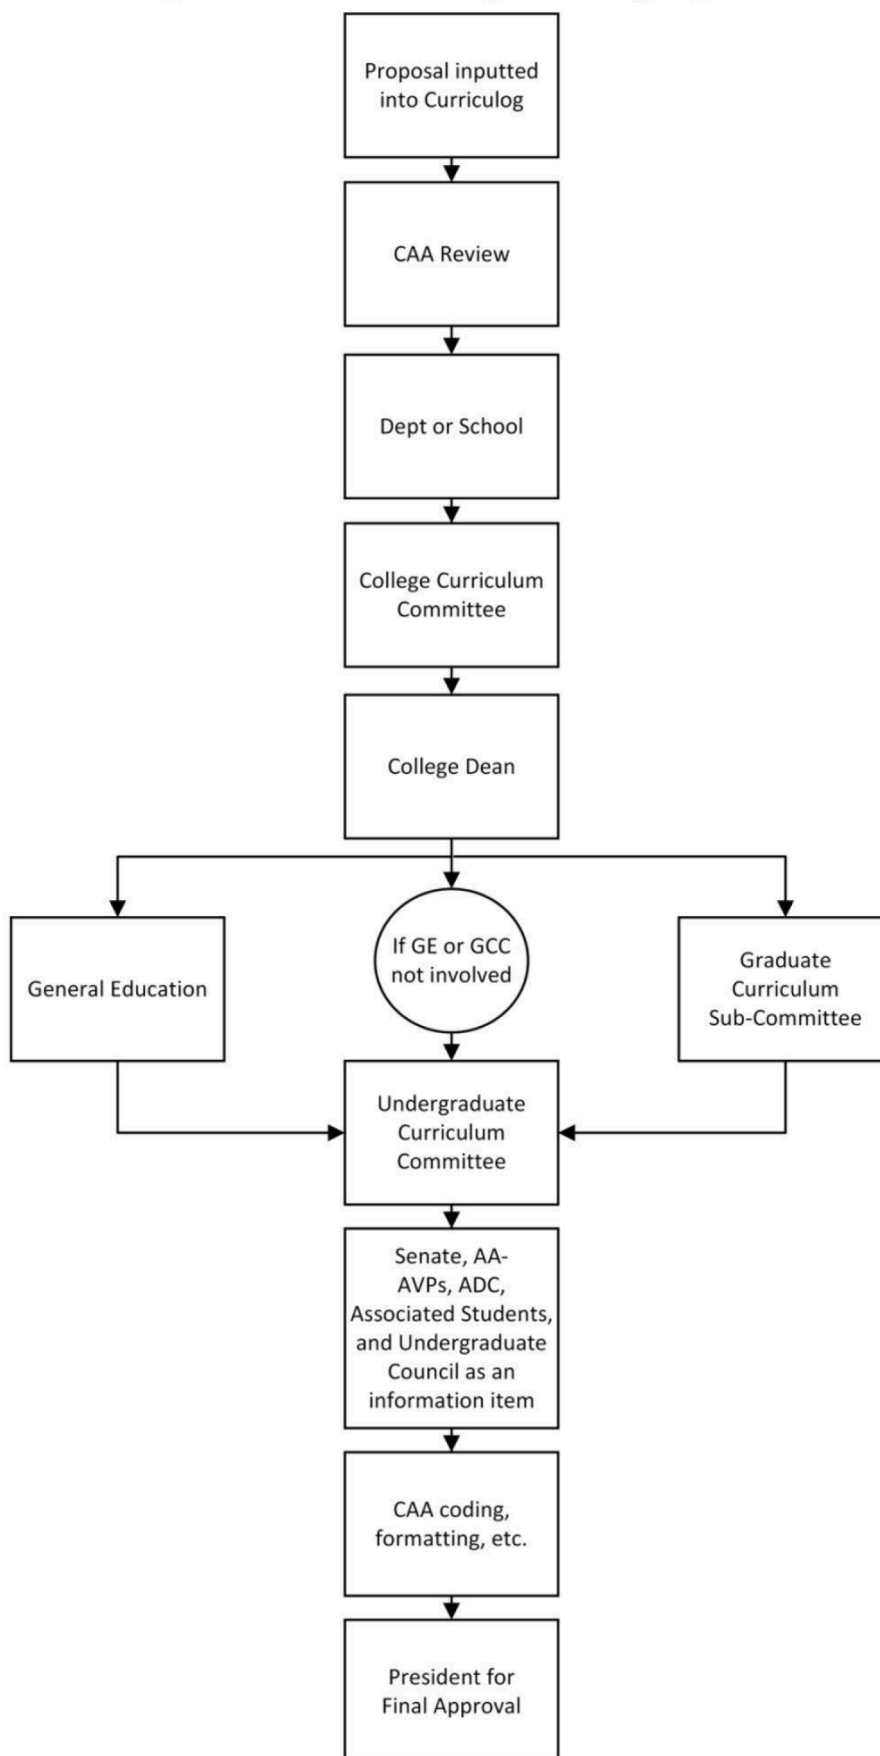 Proposal inputted
into Curriculog
CAA Review
Dept or School
College Curriculum
Committee
College Dean
General Education
If GE or GCC
not involved
Graduate
Curriculum
Sub-Committee
Undergraduate
Curriculum
Committee
Senate, AA-
AVPs, ADC,
Associated Students,
and Undergraduate
Council as an
information item
CAA coding,
formatting, etc.
President for
Final Approval